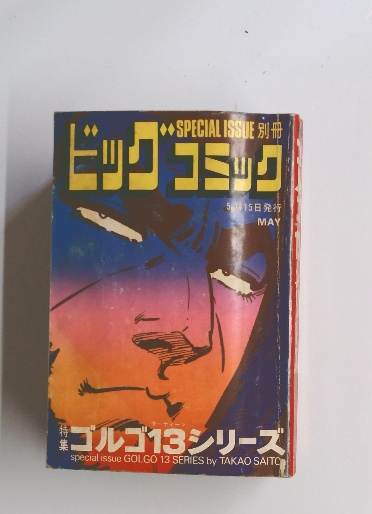 SPECIAL ISSUE 別冊
ビッグコミック
5月15日発行
MAY
特集
ゴルゴ13シリーズ
special issue GOLGO 13 SERIES by TAKAO SAITO